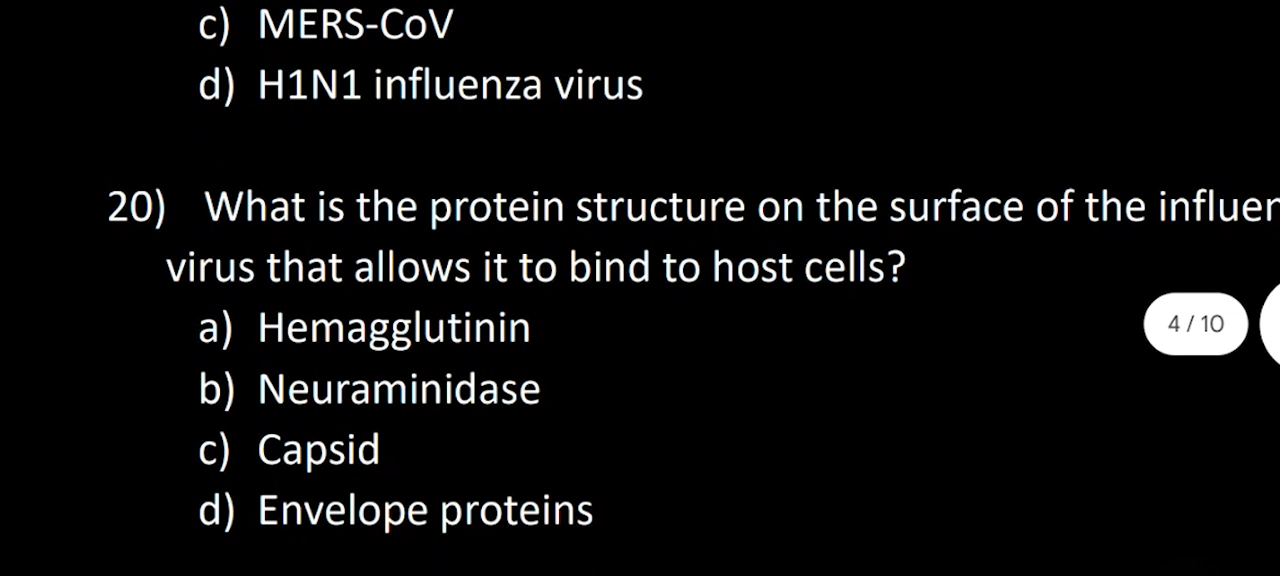 c) MERS-CoV
d) H1N1 influenza virus
20) What is the protein structure on the surface of the
virus that allows it to bind to host cells?
a) Hemagglutinin
4 / 10
b) Neuraminidase
c) Capsid
d) Envelope proteins